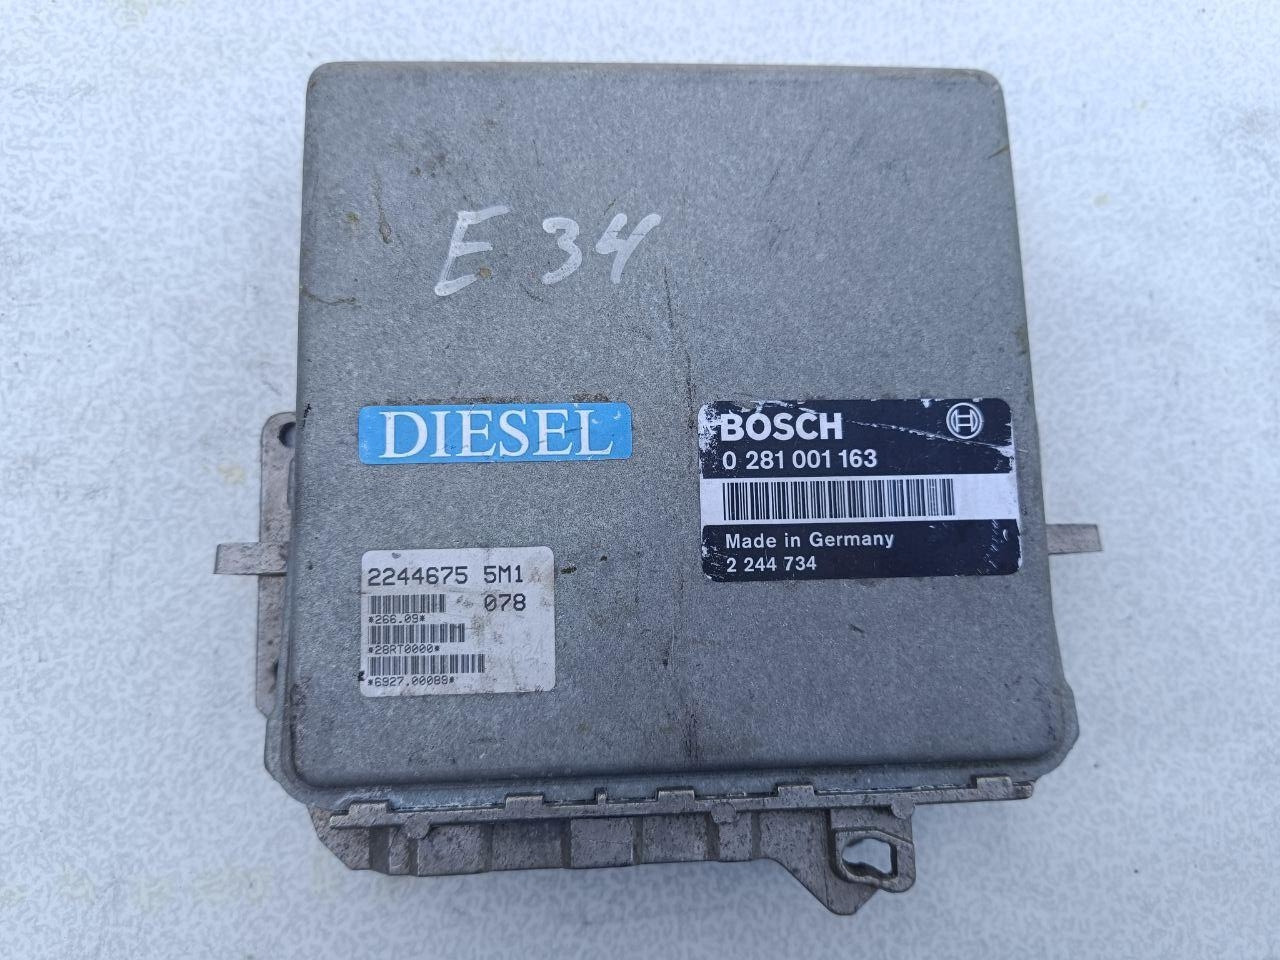 E 34
DIESEL
BOSCH
0 281 001 163
Made in Germany
2 244 734
2244675 5M1
078
*266.09*
*28RT0000*
*6927,00089*